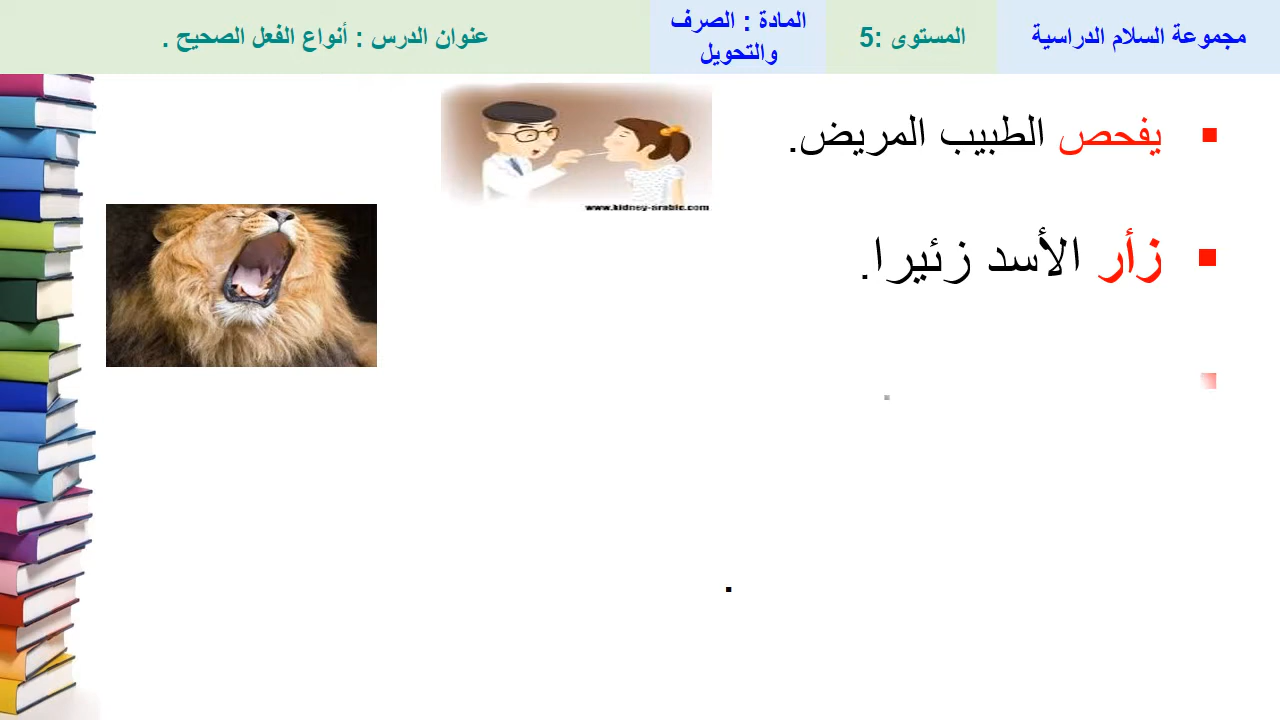 مجموعة السلام الدراسية
المستوى :5
المادة : الصرف
والتحويل
عنوان الدرس : أنواع الفعل الصحيح .
يفحص الطبيب المريض.
www.kidney-arabic.com
زأر الأسد زئيرا.
.
.